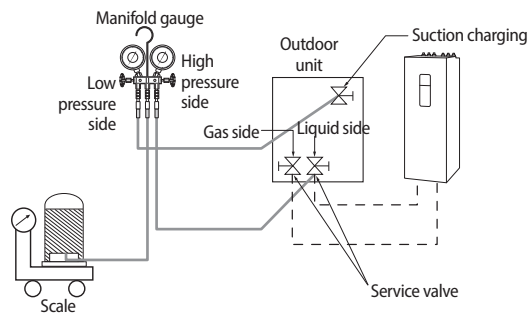 Manifold gauge
Low
pressure
side
High
pressure
side
Outdoor
unit
Suction charging
Gas side
Liquid side
Service valve
Scale